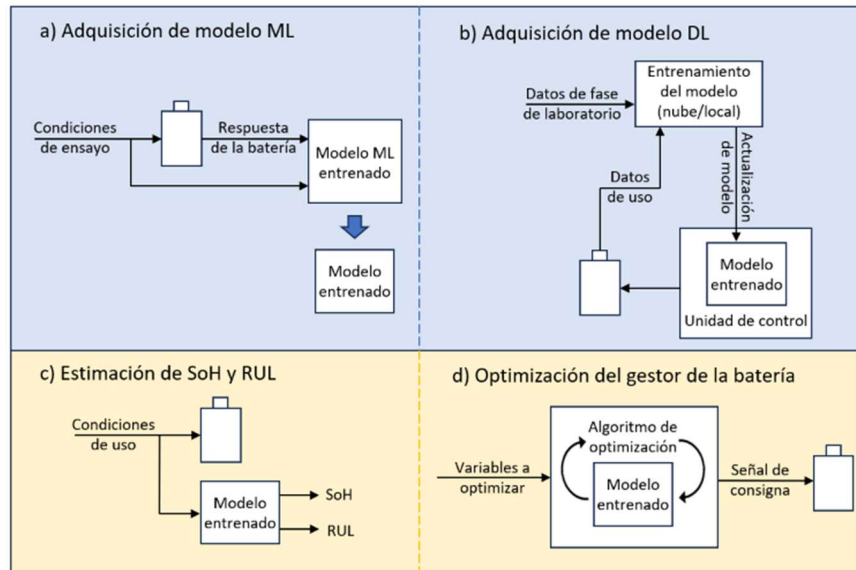 a) Adquisición de modelo ML
Condiciones
de ensayo
Respuesta
de la batería
Modelo ML
entrenado
Modelo
entrenado
b) Adquisición de modelo DL
Datos de fase
de laboratorio
Entrenamiento
del modelo
(nube/local)
Datos
de uso
Actualización
de modelo
Modelo
entrenado
Unidad de control
c) Estimación de SoH y RUL
Condiciones
de uso
Modelo
entrenado
SoH
RUL
d) Optimización del gestor de la batería
Variables a
optimizar
Algoritmo de
optimización
Modelo
entrenado
Señal de
consigna